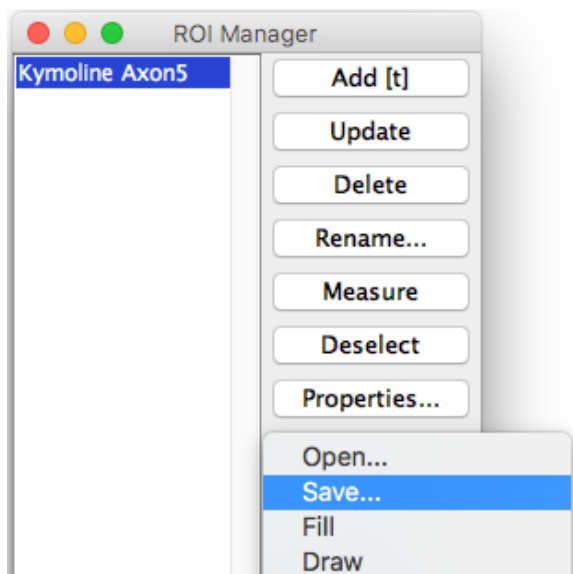 ROI Manager
Kymoline Axon5
Add [t]
Update
Delete
Rename...
Measure
Deselect
Properties...
Open...
Save...
Fill
Draw